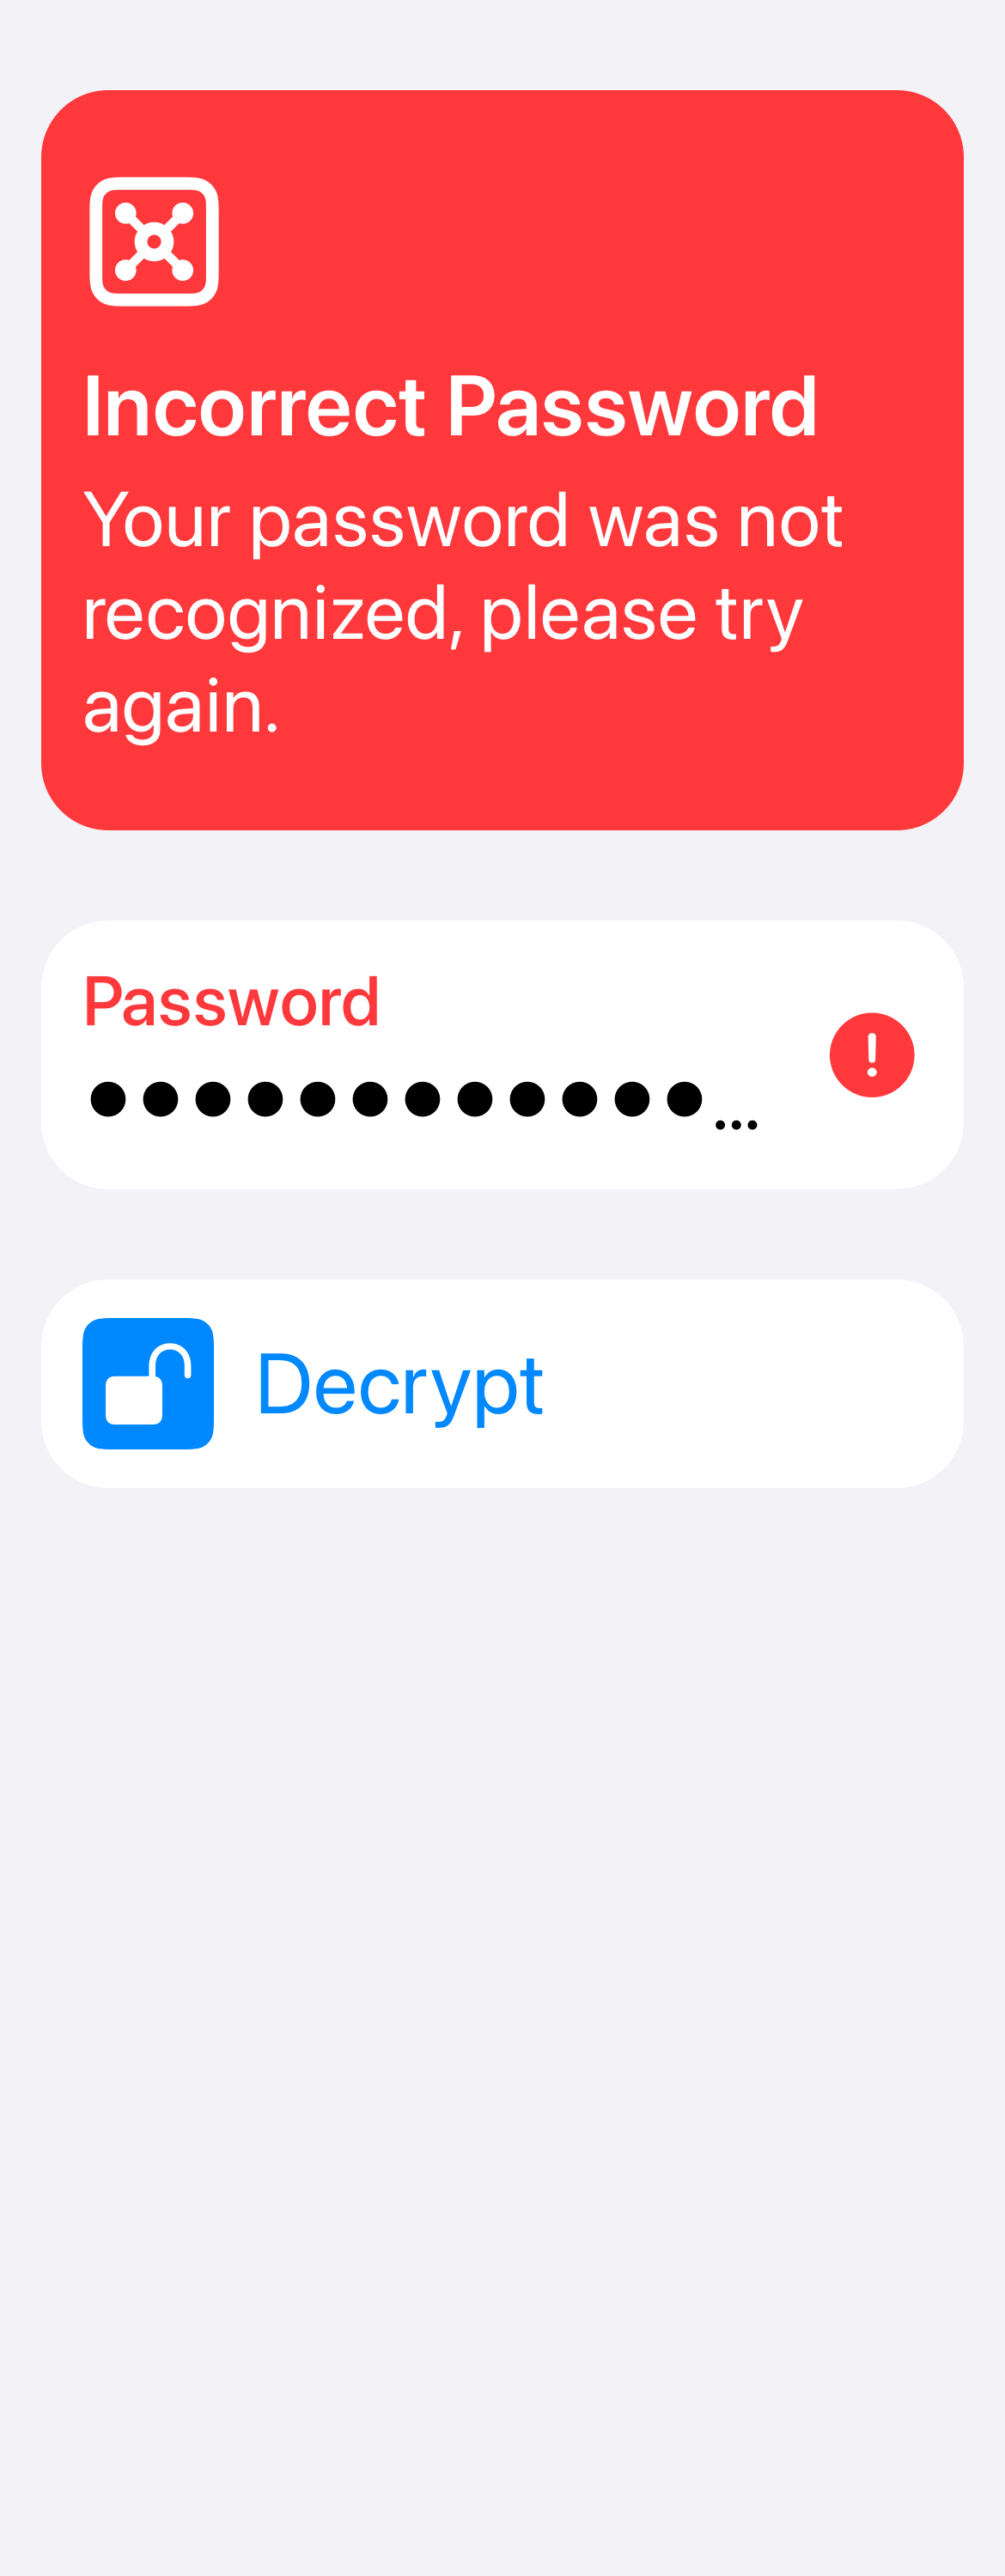 Incorrect Password
Your password was not
recognized, please try
again.
Password
●●●●●●●●●●●●…
Decrypt